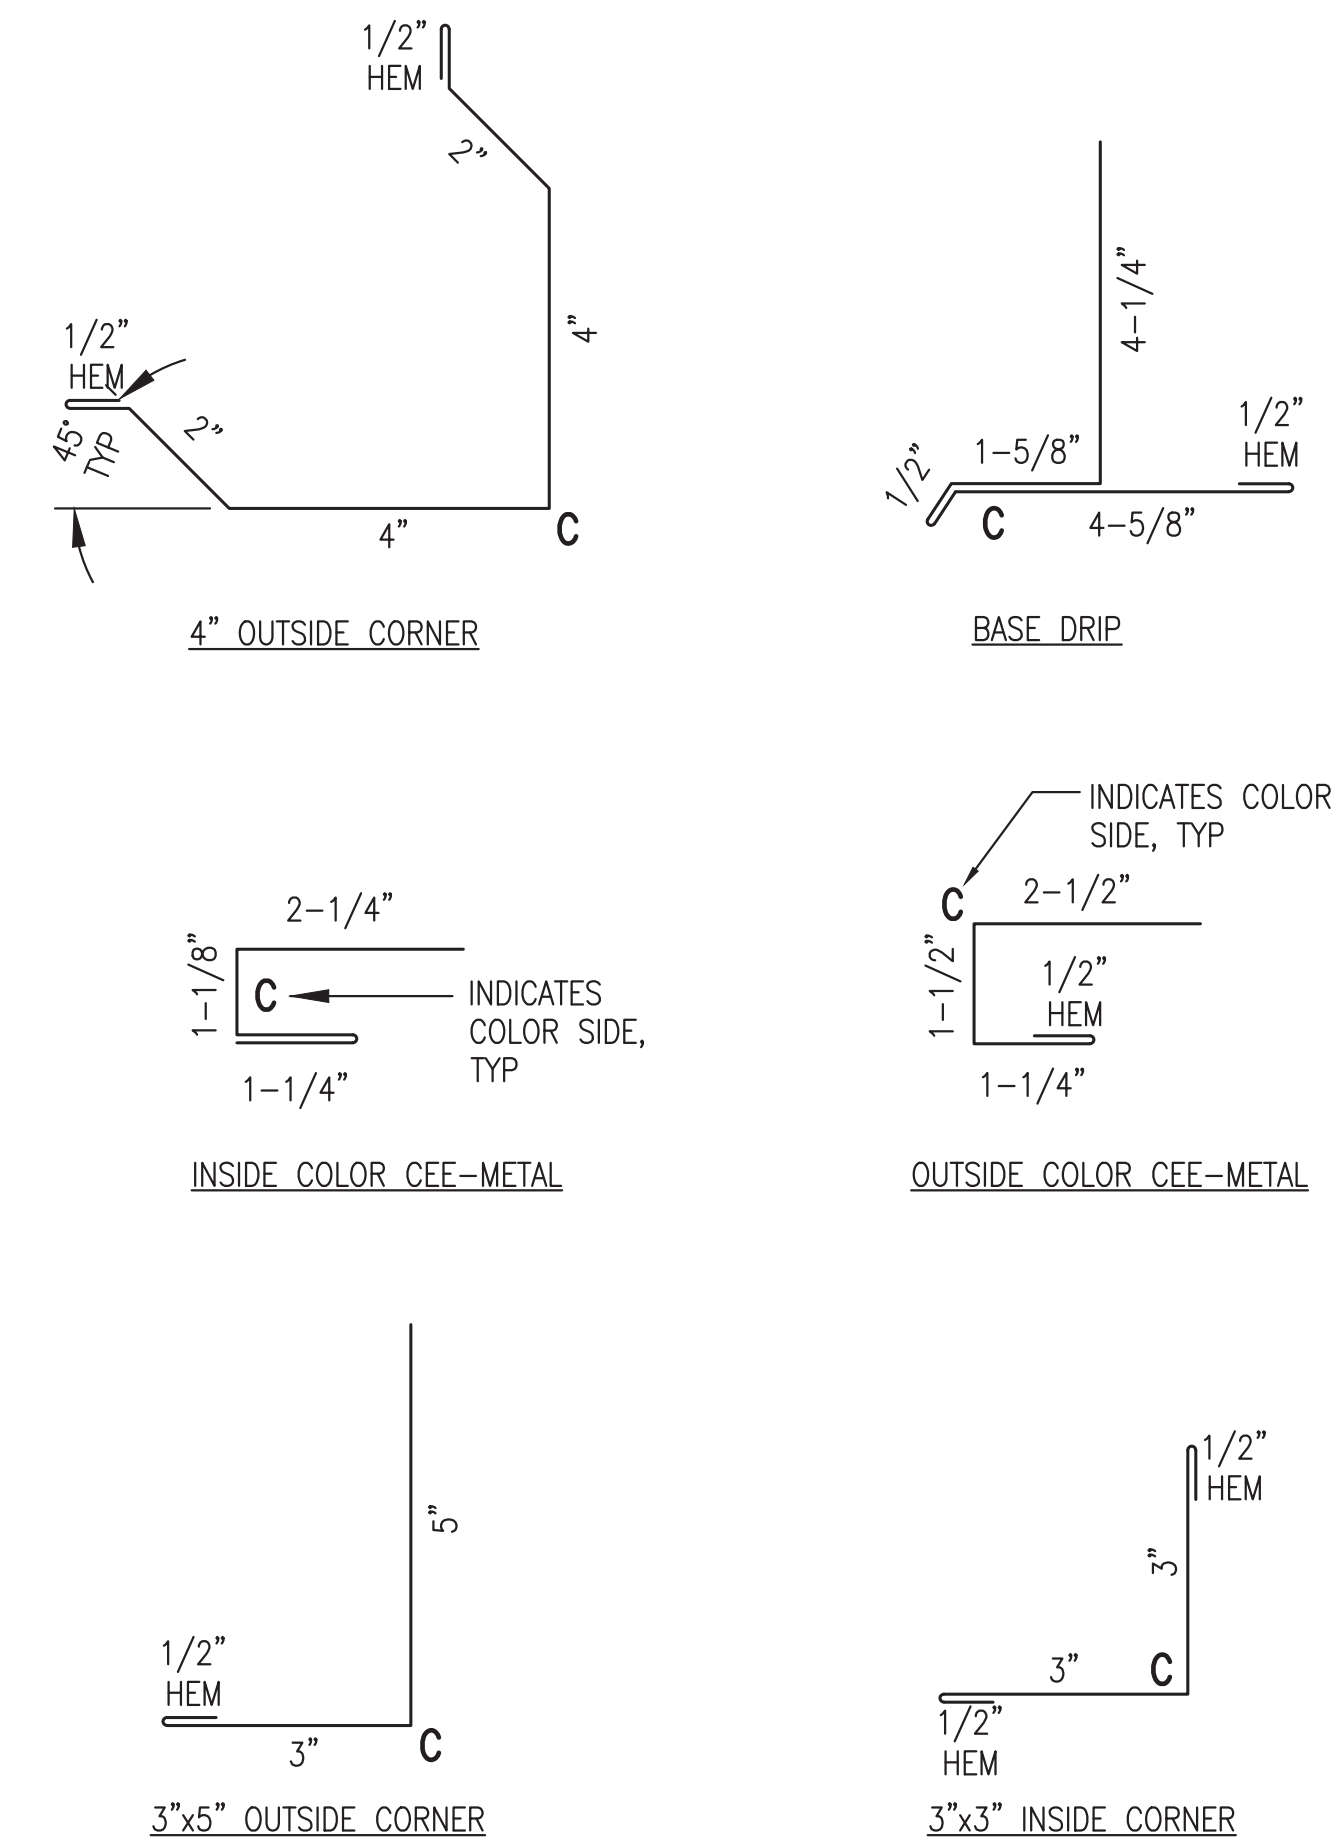 1/2”
HEM
2”
4”
1/2”
HEM
45°
TYP
2”
4”
C
4” OUTSIDE CORNER
4-1/4”
1/2”
HEM
1-5/8”
1/2”
C
4-5/8”
BASE DRIP
2-1/4”
1-1/8”
C
INDICATES
COLOR SIDE,
TYP
1-1/4”
INSIDE COLOR CEE-METAL
INDICATES COLOR
SIDE, TYP
C
2-1/2”
1-1/2”
1/2”
HEM
1-1/4”
OUTSIDE COLOR CEE-METAL
5”
1/2”
HEM
3”
C
3”x5” OUTSIDE CORNER
1/2”
HEM
3”
3”
C
1/2”
HEM
3”x3” INSIDE CORNER